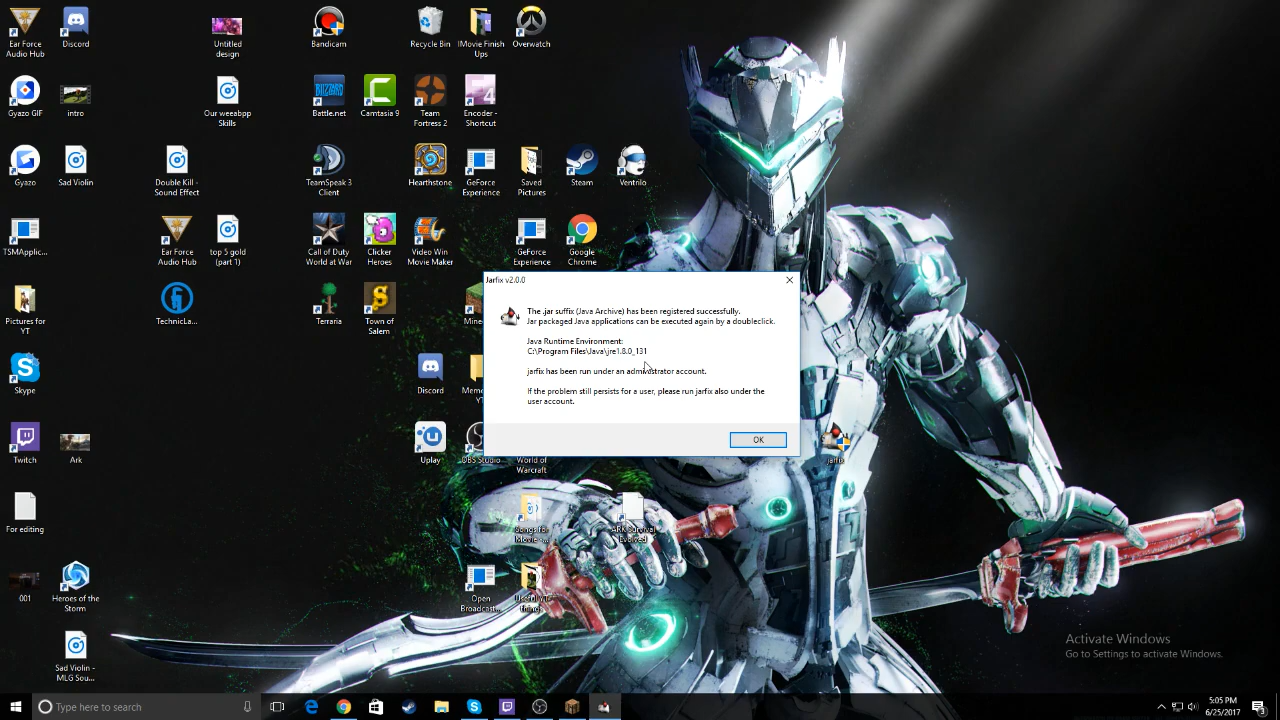 Ear Force Audio Hub
Discord
Untitled design
Bandicam
Recycle Bin
IMovie Finish Ups
Overwatch
Gyazo GIF
intro
Our weeabpp Skills
BLIZZARD
Battle.net
Camtasia 9
Team Fortress 2
Encoder - Shortcut
Gyazo
Sad Violin
Double Kill - Sound Effect
TeamSpeak 3 Client
Hearthstone
GeForce Experience
Saved Pictures
Steam
Ventrilo
TSMApplic...
Ear Force Audio Hub
top 5 gold (part 1)
Call of Duty World at War
Clicker Heroes
Video Win Movie Maker
GeForce Experience
Google Chrome
Pictures for YT
TechnicLa...
Terraria
Town of Salem
Jarfix v2.0.0
The .jar suffix (Java Archive) has been registered successfully.
Jar packaged Java applications can be executed again by a doubleclick.
Java Runtime Environment:
C:\Program Files\Java\jre1.8.0_131
jarfix has been run under an administrator account.
If the problem still persists for a user, please run jarfix also under the
user account.
OK
Skype
Discord
Twitch
Ark
Uplay
OBS Studio
World of Warcraft
jarfix
For editing
ARK Survival Evolved
001
Heroes of the Storm
Open Broadcast...
Sad Violin - MLG Sou...
Activate Windows
Go to Settings to activate Windows.
Type here to search
5:05 PM
6/25/2017